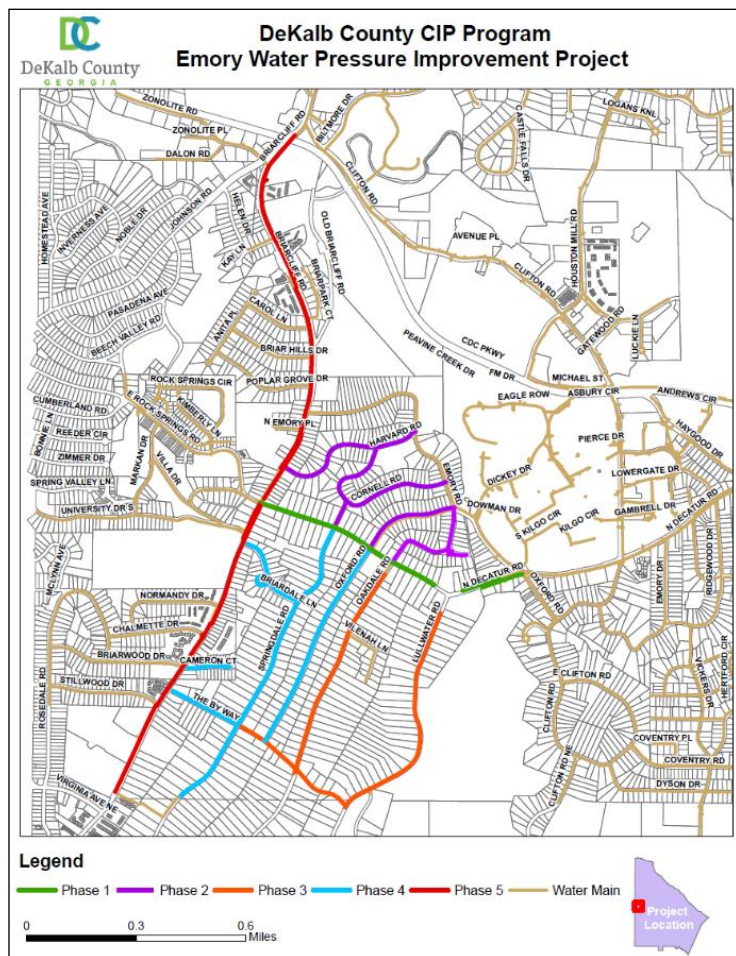 DeKalb County
GEORGIA
DeKalb County CIP Program
Emory Water Pressure Improvement Project
ZONOLITE RD
ZONOLITE PL
DALON RD
BRIARCLIFF RD
BILTMORE DR
CLIFTON RD
CASTLE FALLS DR
LOGANS KNL
HOMESTEAD AVE
INVERNESS AVE
NOBLE DR
JOHNSON RD
HELEN DR
KAY LN
BRIARCLIFF RD
OLD BRIARCLIFF RD
BRIARPARK CT
AVENUE PL
CLIFTON RD
HOUSTON MILL RD
GATEWOOD RD
LUCKIE LN
PASADENA AVE
BEECH VALLEY RD
ANITA PL
CAROL LN
BRIAR HILLS DR
POPLAR GROVE DR
PEAVINE CREEK DR
CDC PKWY
FM DR
MICHAEL ST
EAGLE ROW
ASBURY CIR
ANDREWS CIR
ROCK SPRINGS CIR
CUMBERLAND RD
E ROCK SPRINGS RD
KIMBERLY LN
BONNIE LN
REEDER CIR
ZIMMER DR
MARKAN DR
VILLA DR
SPRING VALLEY LN
UNIVERSITY DR S
N EMORY PL
HARVARD RD
CORNELL RD
EMORY RD
DOWMAN DR
DICKEY DR
PIERCE DR
HAYGOOD DR
LOWERGATE DR
S KILGO CIR
KILGO CIR
GAMBRELL DR
N DECATUR RD
MCLYNN AVE
NORMANDY DR
CHALMETTE DR
BRIARWOOD DR
CAMERON CT
STILLWOOD DR
ROSEDALE RD
BRIARDALE LN
SPRINGDALE RD
OXFORD RD
OAKDALE RD
VILENAH LN
LULLWATER RD
N DECATUR RD
OXFORD RD
EMORY DR
RIDGEWOOD DR
VICKERS DR
HERTFORD CIR
E CLIFTON RD
CLIFTON RD
CLIFTON RD NE
COVENTRY PL
COVENTRY RD
DYSON DR
THE BY WAY
VIRGINIA AVE NE
Legend
Phase 1
Phase 2
Phase 3
Phase 4
Phase 5
Water Main
0
0.3
0.6
Miles
Project
Location